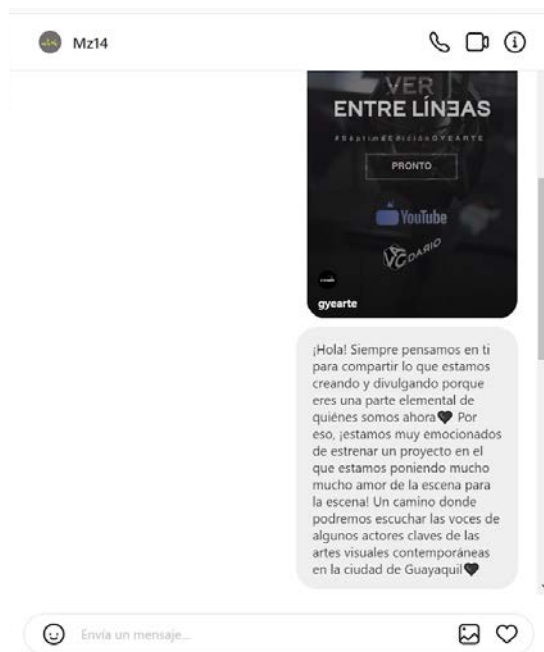 Mz14
VER
ENTRE LÍNƎAS
#SéptimaEdiciónGYEARTE
PRONTO
YouTube
gyearte
¡Hola! Siempre pensamos en ti
para compartir lo que estamos
creando y divulgando porque
eres una parte elemental de
quiénes somos ahora🖤 Por
eso, ¡estamos muy emocionados
de estrenar un proyecto en el
que estamos poniendo mucho
mucho amor de la escena para
la escena! Un camino donde
podremos escuchar las voces de
algunos actores claves de las
artes visuales contemporáneas
en la ciudad de Guayaquil🖤
Envía un mensaje...